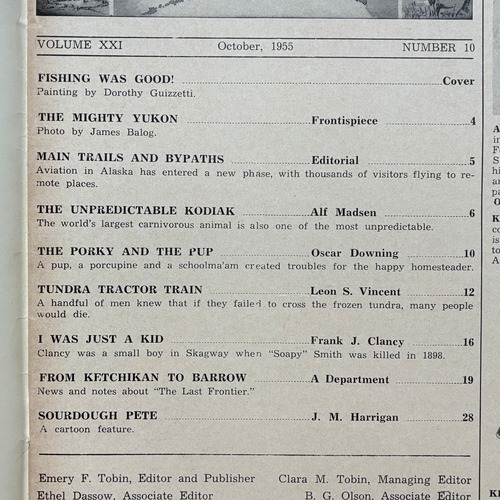 VOLUME XXI October, 1955 NUMBER 10
FISHING WAS GOOD! Cover
Painting by Dorothy Guizzetti.
THE MIGHTY YUKON Frontispiece 4
Photo by James Balog.
MAIN TRAILS AND BYPATHS Editorial 5
Aviation in Alaska has entered a new phase, with thousands of visitors flying to re-
mote places.
THE UNPREDICTABLE KODIAK Alf Madsen 6
The world's largest carnivorous animal is also one of the most unpredictable.
THE PORKY AND THE PUP Oscar Downing 10
A pup, a porcupine and a schoolma'am created troubles for the happy homesteader.
TUNDRA TRACTOR TRAIN Leon S. Vincent 12
A handful of men knew that if they failed to cross the frozen tundra, many people
would die.
I WAS JUST A KID Frank J. Clancy 16
Clancy was a small boy in Skagway when "Soapy" Smith was killed in 1898.
FROM KETCHIKAN TO BARROW A Department 19
News and notes about "The Last Frontier."
SOURDOUGH PETE J. M. Harrigan 28
A cartoon feature.
Emery F. Tobin, Editor and Publisher Clara M. Tobin, Managing Editor
Ethel Dassow, Associate Editor B. G. Olson, Associate Editor